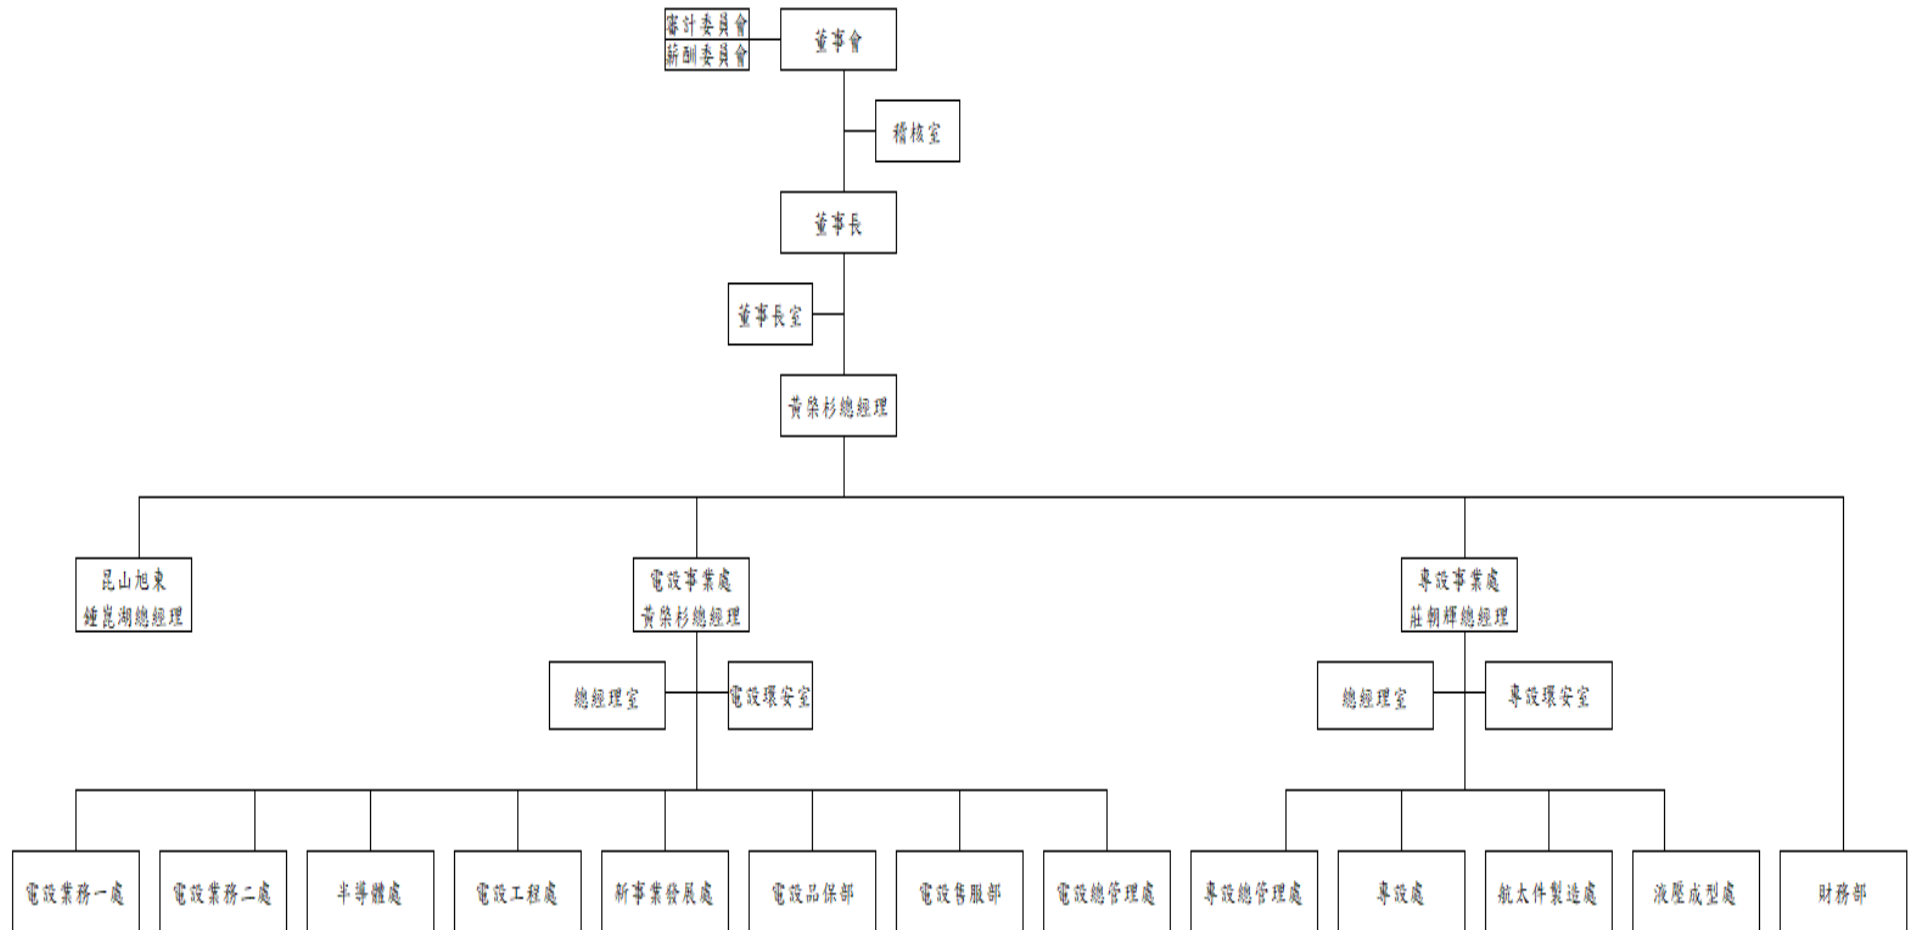 審計委員會
薪酬委員會
董事會
稽核室
董事長
董事長室
黃榮杉總經理
昆山旭東
鍾崑湖總經理
電設事業處
黃榮杉總經理
專設事業處
莊朝輝總經理
總經理室
電設環安室
總經理室
專設環安室
電設業務一處
電設業務二處
半導體處
電設工程處
新事業發展處
電設品保部
電設售服部
電設總管理處
專設總管理處
專設處
航太件製造處
液壓成型處
財務部